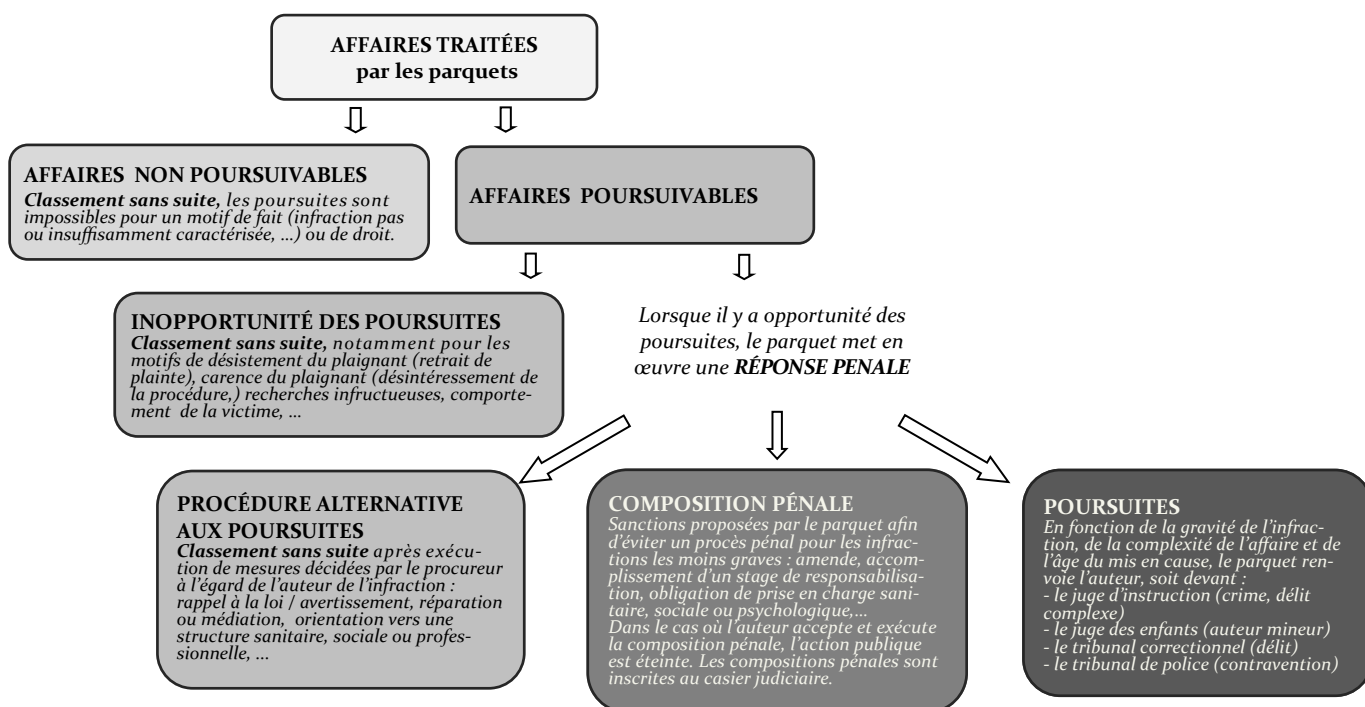 AFFAIRES TRAITÉES
par les parquets
AFFAIRES NON POURSUIVABLES
Classement sans suite, les poursuites sont
impossibles pour un motif de fait (infraction pas
ou insuffisamment caractérisée, ...) ou de droit.
AFFAIRES POURSUIVABLES
INOPPORTUNITÉ DES POURSUITES
Classement sans suite, notamment pour les
motifs de désistement du plaignant (retrait de
plainte), carence du plaignant (désintéressement de
la procédure,) recherches infructueuses, comporte-
ment de la victime, ...
Lorsque il y a opportunité des
poursuites, le parquet met en
œuvre une RÉPONSE PENALE
PROCÉDURE ALTERNATIVE
AUX POURSUITES
Classement sans suite après exécu-
tion de mesures décidées par le procureur
à l'égard de l'auteur de l'infraction :
rappel à la loi / avertissement, réparation
ou médiation, orientation vers une
structure sanitaire, sociale ou profes-
sionnelle, ...
COMPOSITION PÉNALE
Sanctions proposées par le parquet afin
d'éviter un procès pénal pour les infrac-
tions les moins graves : amende, accom-
plissement d'un stage de responsabilisa-
tion, obligation de prise en charge sani-
taire, sociale ou psychologique,...
Dans le cas où l'auteur accepte et exécute
la composition pénale, l'action publique
est éteinte. Les compositions pénales sont
inscrites au casier judiciaire.
POURSUITES
En fonction de la gravité de l'infrac-
tion, de la complexité de l'affaire et de
l'âge du mis en cause, le parquet ren-
voie l'auteur, soit devant :
- le juge d'instruction (crime, délit
complexe)
- le juge des enfants (auteur mineur)
- le tribunal correctionnel (délit)
- le tribunal de police (contravention)